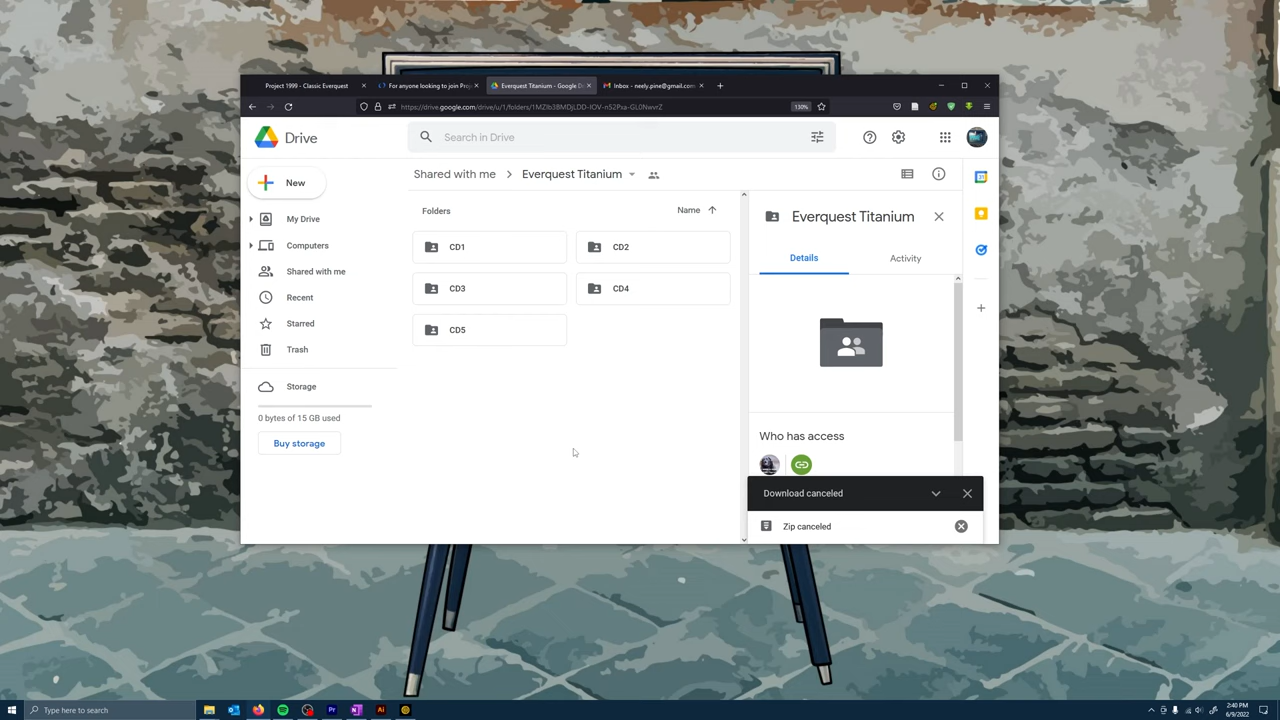 Project 1999 - Classic Everquest
For anyone looking to join Proj
Everquest Titanium - Google D
Inbox - neely.pine@gmail.com
130%
Drive
Search in Drive
New
Shared with me
Everquest Titanium
My Drive
Computers
Shared with me
Recent
Starred
Trash
Storage
0 bytes of 15 GB used
Buy storage
Folders
Name
CD1
CD2
CD3
CD4
CD5
Everquest Titanium
Details
Activity
Who has access
Download canceled
Zip canceled
Type here to search
2:40 PM
6/9/2022